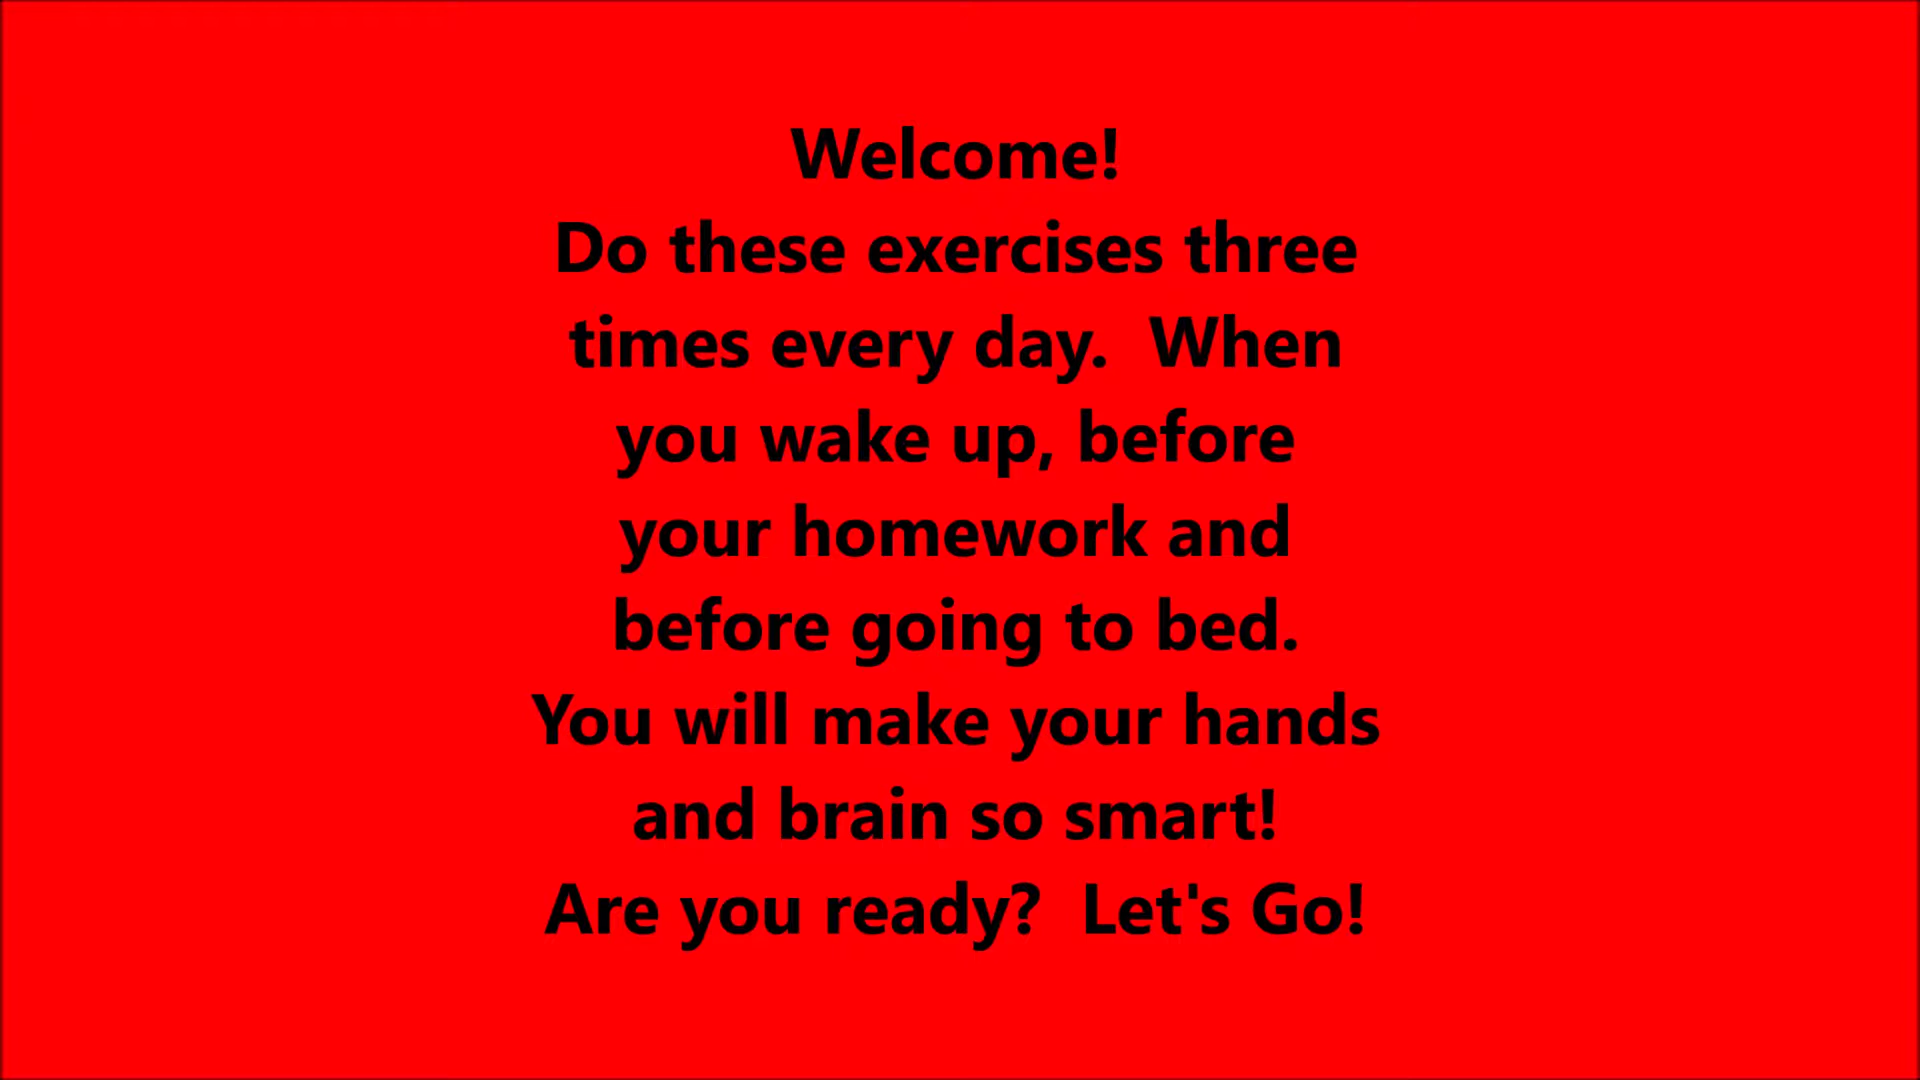 Welcome!
Do these exercises three
times every day.  When
you wake up, before
your homework and
before going to bed.
You will make your hands
and brain so smart!
Are you ready?  Let's Go!